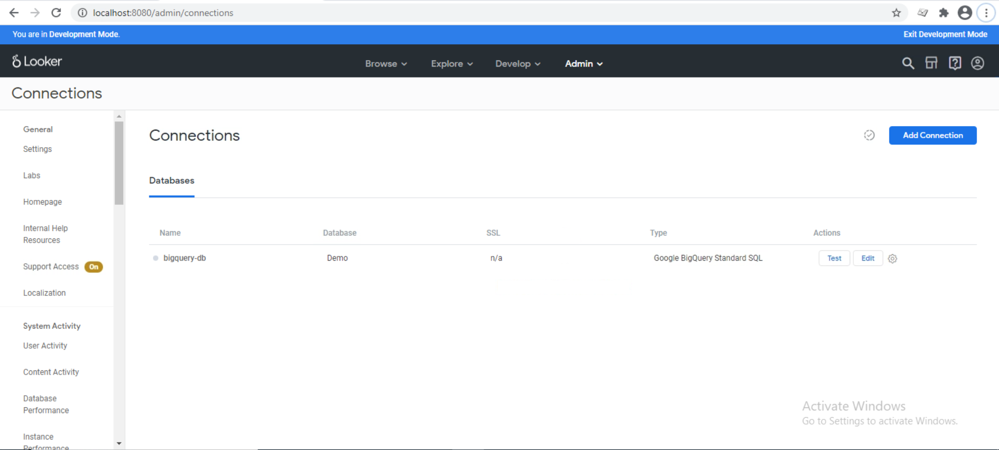 localhost:8080/admin/connections
You are in Development Mode.
Exit Development Mode
Looker
Browse
Explore
Develop
Admin
Connections
General
Settings
Labs
Homepage
Internal Help
Resources
Support Access On
Localization
System Activity
User Activity
Content Activity
Database
Performance
Instance
Performance
Connections
Add Connection
Databases
Name Database SSL Type Actions
bigquery-db Demo n/a Google BigQuery Standard SQL Test Edit
Activate Windows
Go to Settings to activate Windows.